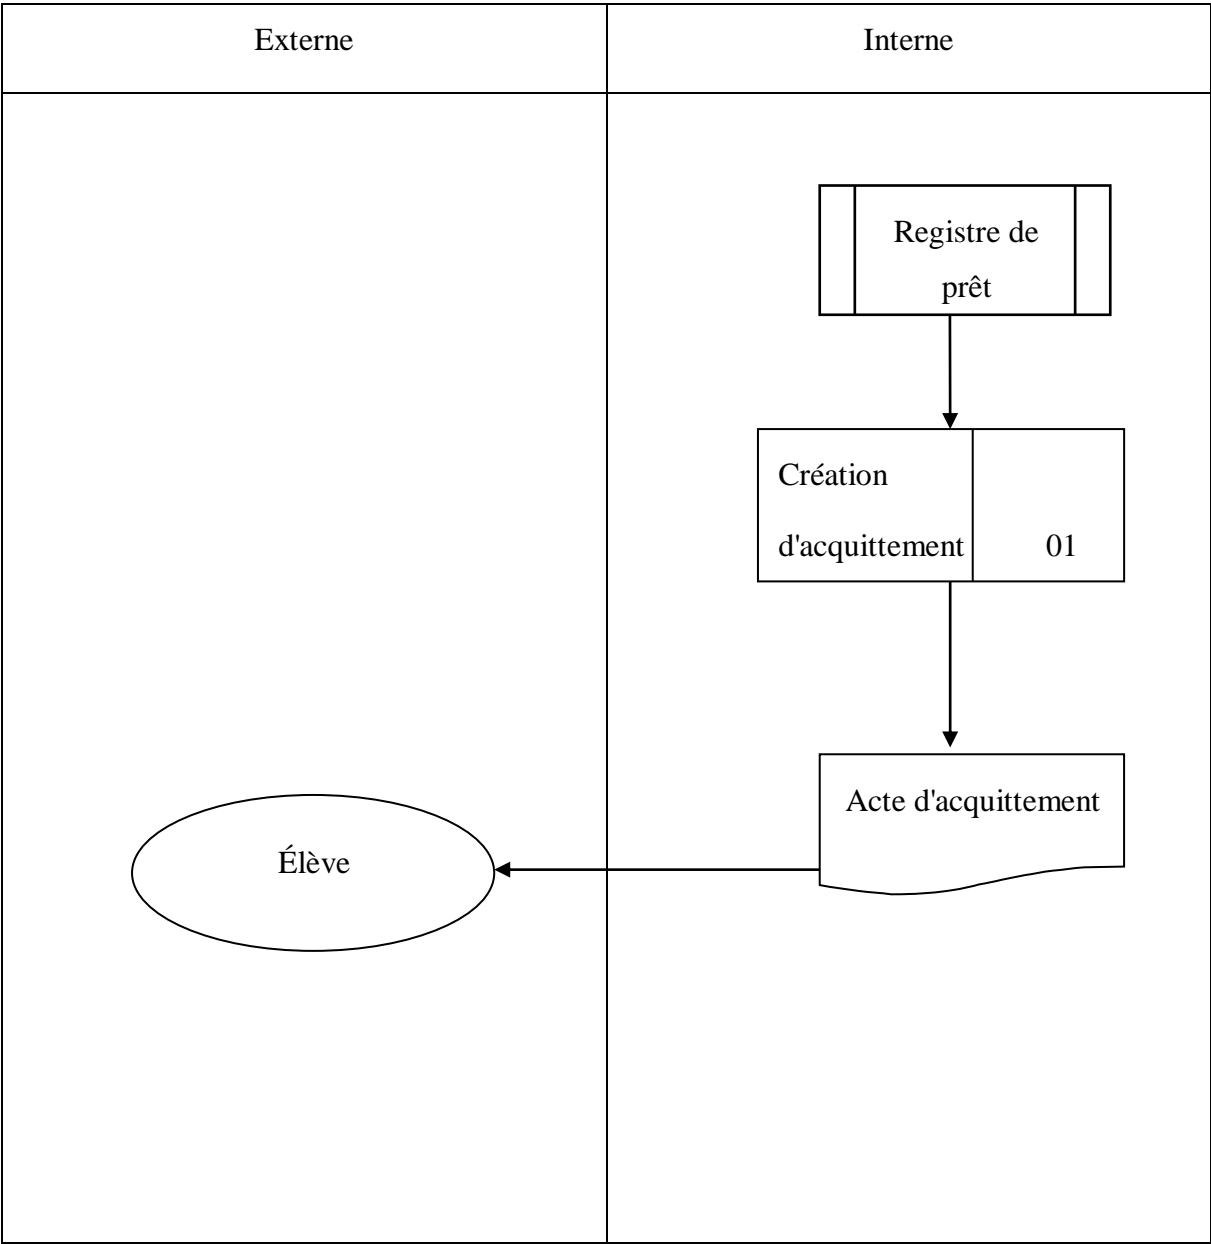 Externe
Interne
Registre de
prêt
Création
d'acquittement
01
Acte d'acquittement
Élève